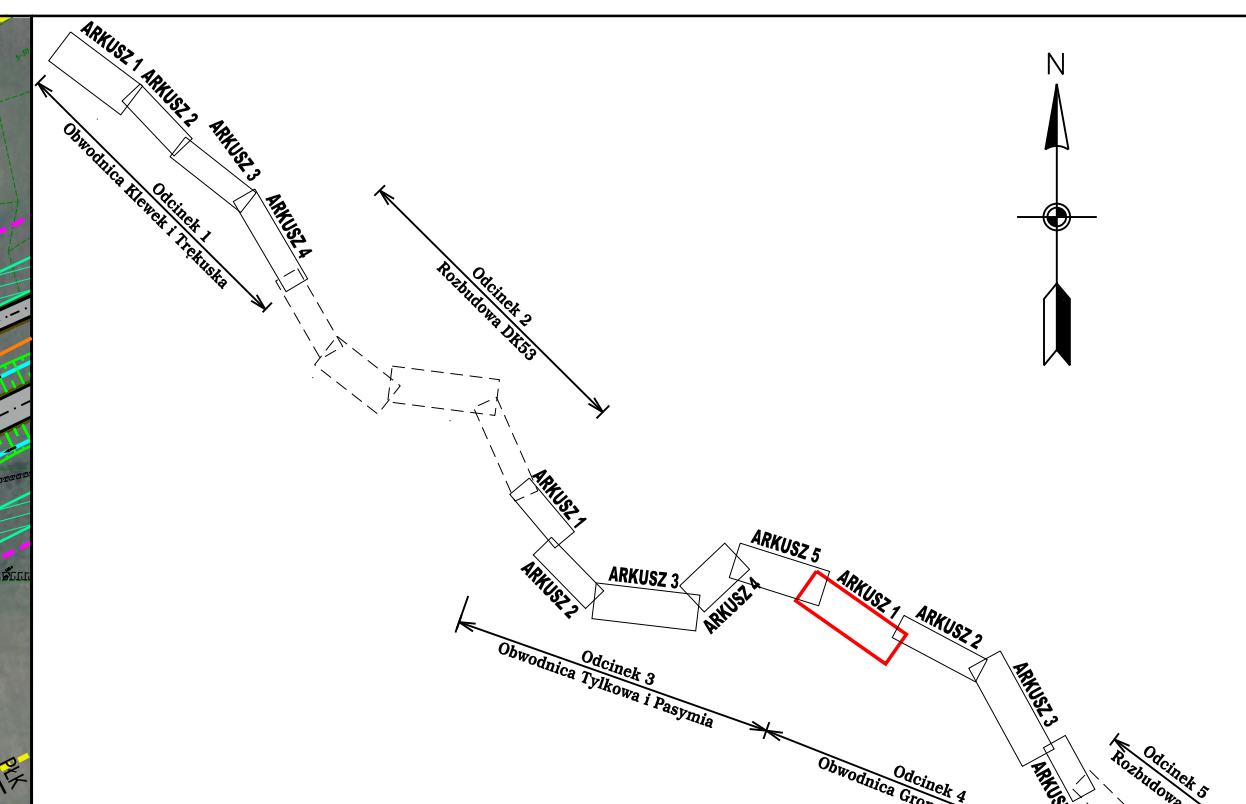 ARKUSZ 1
ARKUSZ 2
ARKUSZ 3
ARKUSZ 4
Odcinek 1
Obwodnica Klewek i Trękuska
N
Odcinek 2
Rozbudowa DK53
ARKUSZ 1
ARKUSZ 2
ARKUSZ 3
ARKUSZ 4
ARKUSZ 5
Odcinek 3
Obwodnica Tylkowa i Pasymia
ARKUSZ 1
ARKUSZ 2
ARKUSZ 3
Odcinek 4
Obwodnica
Odcinek 5
PŁK